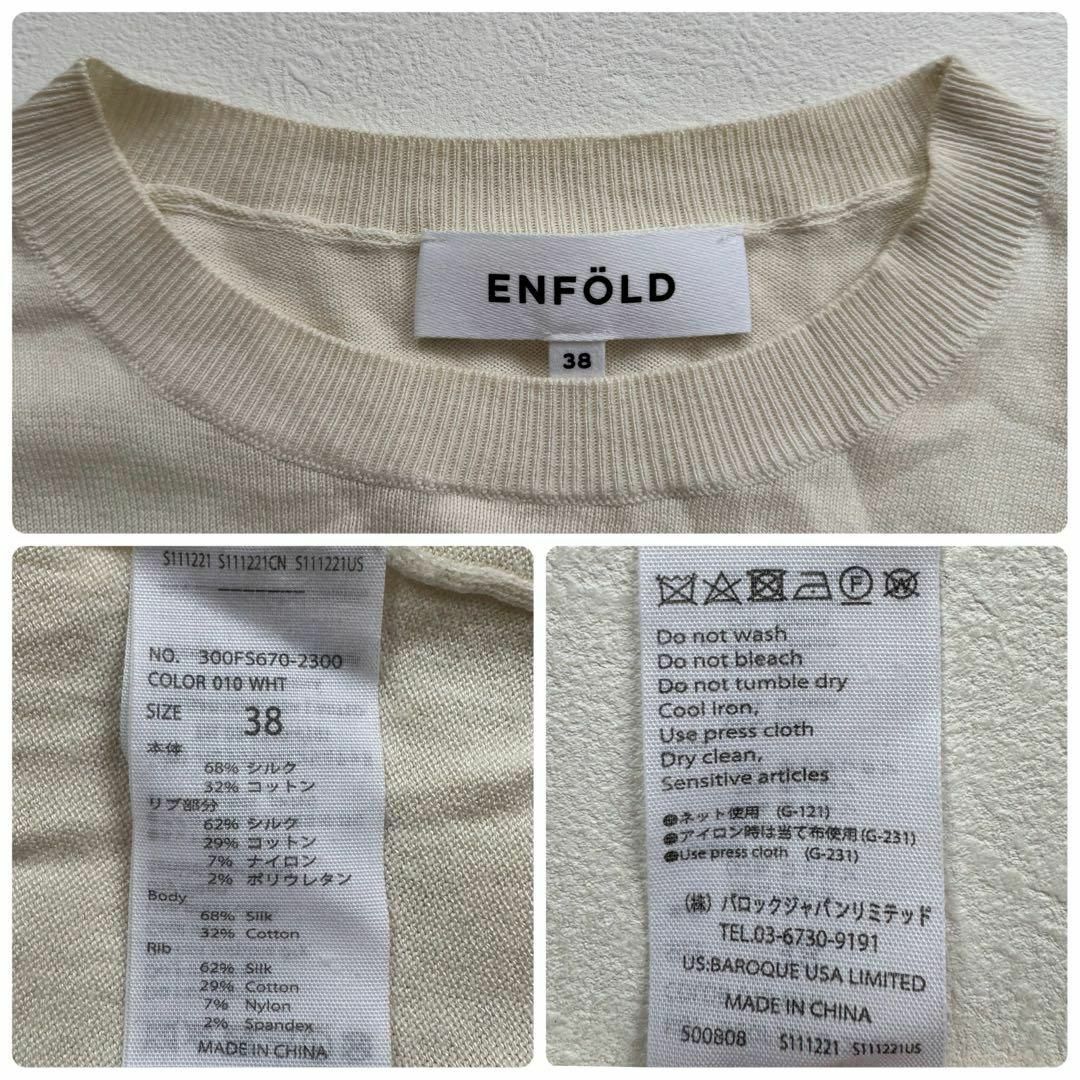 ENFÖLD
38
S111221 S111221CN S111221US
NO. 300FS670-2300
COLOR 010 WHT
SIZE 38
本体
68% シルク
32% コットン
リブ部分
62% シルク
29% コットン
7% ナイロン
2% ポリウレタン
Body
68% Silk
32% Cotton
Rib
62% Silk
29% Cotton
7% Nylon
2% Spandex
MADE IN CHINA
F W
Do not wash
Do not bleach
Do not tumble dry
Cool Iron,
Use press cloth
Dry clean,
Sensitive articles
●ネット使用 (G-121)
●アイロン時は当て布使用(G-231)
●Use press cloth (G-231)
(株) バロックジャパンリミテッド
TEL.03-6730-9191
US:BAROQUE USA LIMITED
MADE IN CHINA
S00808 S111221 S111221US